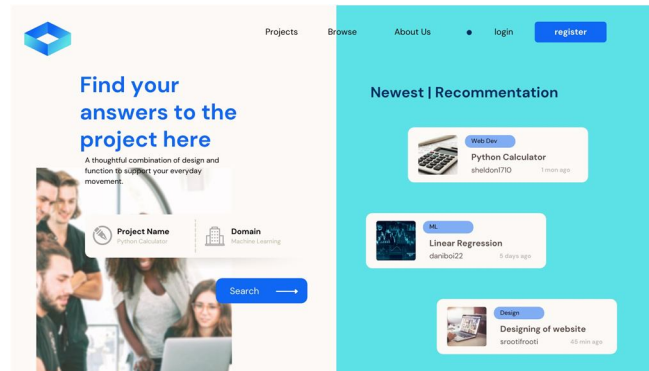 Projects
Browse
About Us
login
register
Find your
answers to the
project here
A thoughtful combination of design and
function to support your everyday
movement.
Project Name
Python Calculator
Domain
Machine Learning
Search
Newest | Recommentation
Web Dev
Python Calculator
sheldon1710
1 mon ago
ML
Linear Regression
daniboi22
5 days ago
Design
Designing of website
srootifrooti
45 min ago